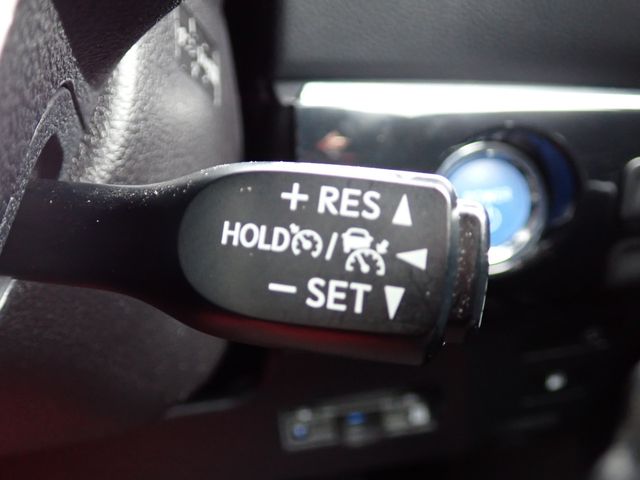 + RES ▲
HOLD / ◄
- SET ▼